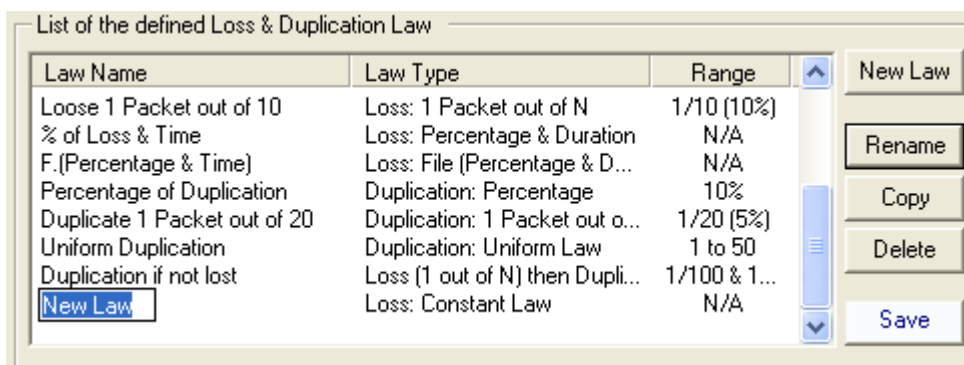 List of the defined Loss & Duplication Law
Law Name Law Type Range
Loose 1 Packet out of 10 Loss: 1 Packet out of N 1/10 (10%)
% of Loss & Time Loss: Percentage & Duration N/A
F.(Percentage & Time) Loss: File (Percentage & D... N/A
Percentage of Duplication Duplication: Percentage 10%
Duplicate 1 Packet out of 20 Duplication: 1 Packet out o... 1/20 (5%)
Uniform Duplication Duplication: Uniform Law 1 to 50
Duplication if not lost Loss (1 out of N) then Dupli... 1/100 & 1...
New Law Loss: Constant Law N/A
New Law
Rename
Copy
Delete
Save